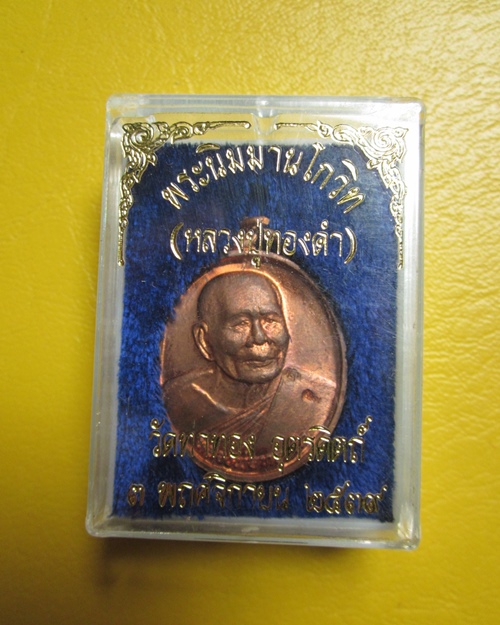 พระนิมมานโกวิท
(หลวงปู่ทองดำ)
วัดท่าทอง อุตรดิตถ์
๓ พฤศจิกายน ๒๕๓๙